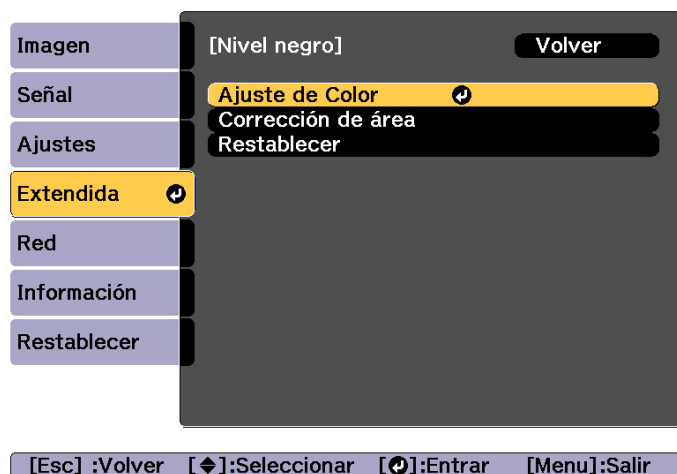 Imagen
Señal
Ajustes
Extendida
Red
Información
Restablecer
[Nivel negro] Volver
Ajuste de Color
Corrección de área
Restablecer
[Esc] :Volver [◆]:Seleccionar [↵]:Entrar [Menu]:Salir